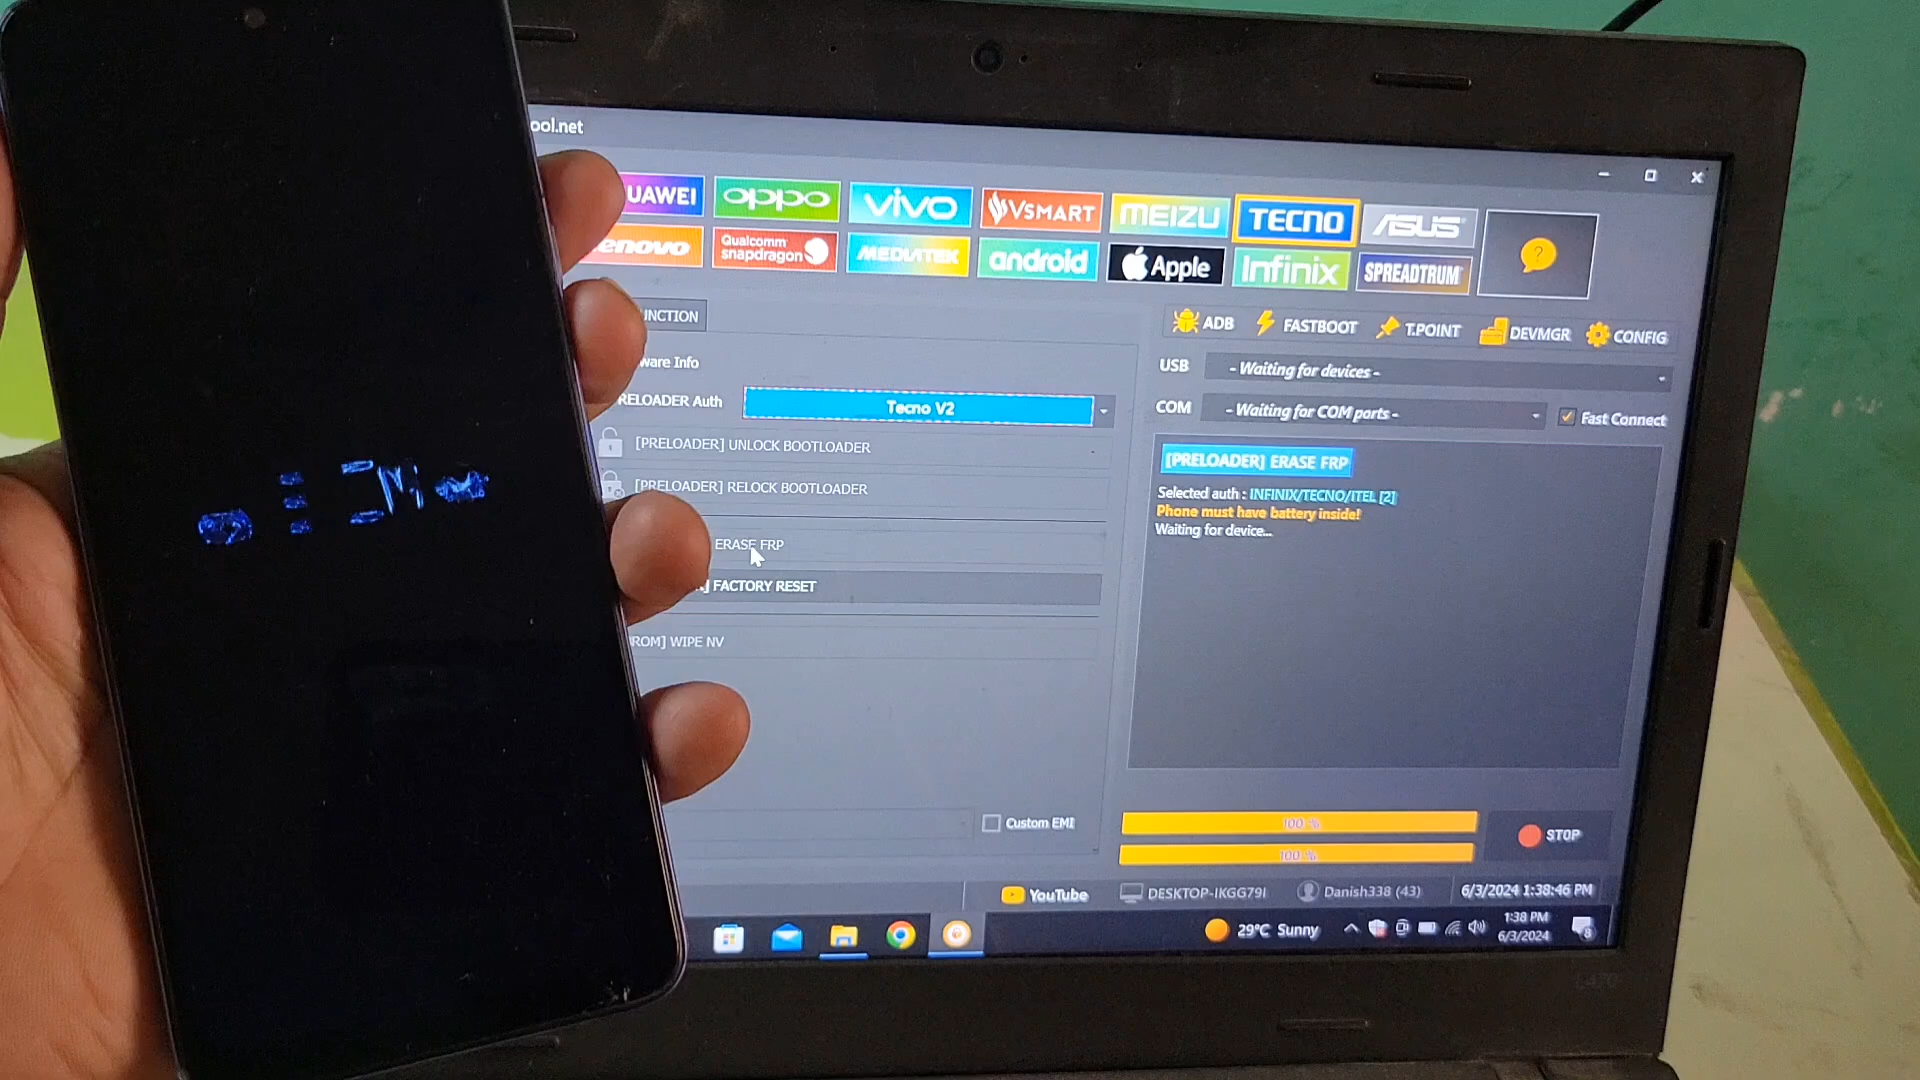 ool.net
UAWEI oppo vivo VSMART MEIZU TECNO ASUS
enovo Qualcomm snapdragon MEDIATEK android Apple Infinix SPREADTRUM
?
NCTION
ADB FASTBOOT T.POINT DEVMGR CONFIG
ware Info
USB - Waiting for devices -
RELOADER Auth Tecno V2
COM - Waiting for COM ports - Fast Connect
[PRELOADER] UNLOCK BOOTLOADER
[PRELOADER] RELOCK BOOTLOADER
ERASE FRP
] FACTORY RESET
ROM] WIPE NV
[PRELOADER] ERASE FRP
Selected auth : INFINIX/TECNO/ITEL [2]
Phone must have battery inside!
Waiting for device...
Custom EMI
100 %
100 %
STOP
YouTube DESKTOP-IKGG79I Danish338 (43) 6/3/2024 1:38:46 PM
29°C Sunny
1:38 PM
6/3/2024
8